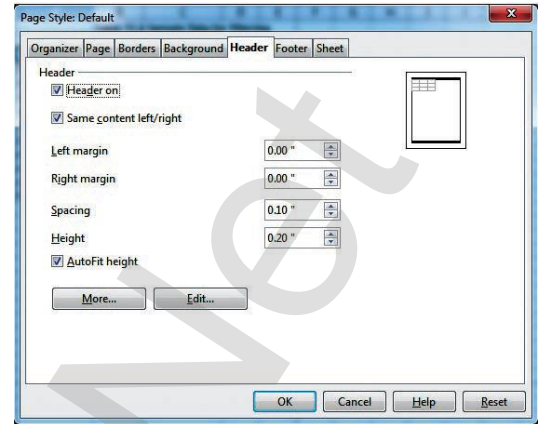 Page Style: Default
Organizer Page Borders Background Header Footer Sheet
Header
Header on
Same content left/right
Left margin 0.00 "
Right margin 0.00 "
Spacing 0.10 "
Height 0.20 "
AutoFit height
More... Edit...
OK Cancel Help Reset